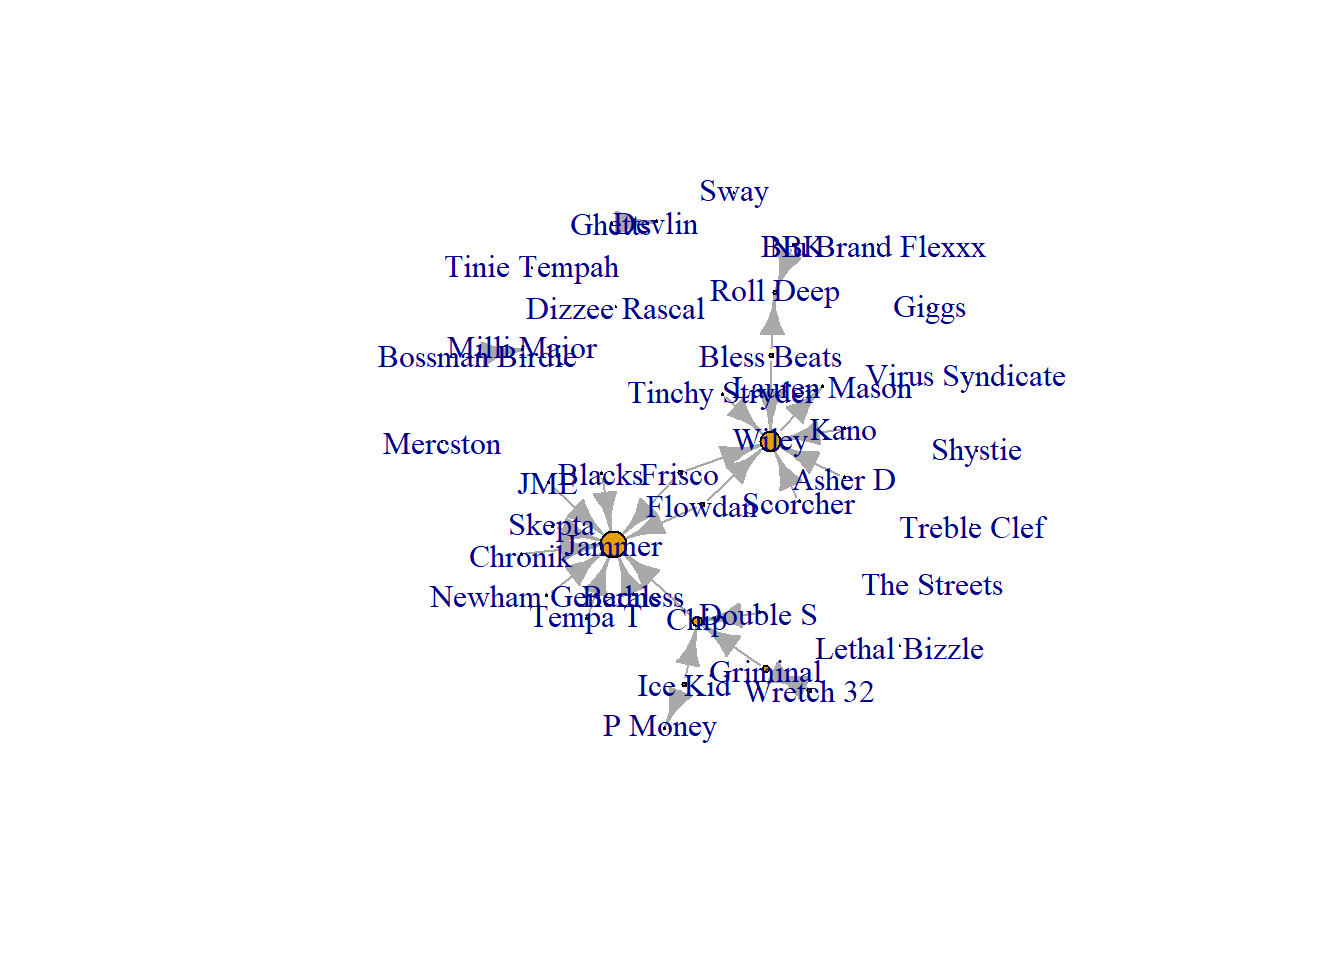 Sway
Ghetts
Devlin
BBK
Nu Brand Flexxx
Tinie Tempah
Roll Deep
Dizzee Rascal
Giggs
Milli Major
Bossman Birdie
Bless Beats
Virus Syndicate
Lauren Mason
Tinchy Stryder
Kano
Wiley
Mercston
Shystie
Blacks
Frisco
JME
Asher D
Scorcher
Flowdan
Skepta
Treble Clef
Jammer
Chronik
The Streets
Newham Generals
Badness
Tempa T
Double S
Chip
Lethal Bizzle
Griminal
Ice Kid
Wretch 32
P Money